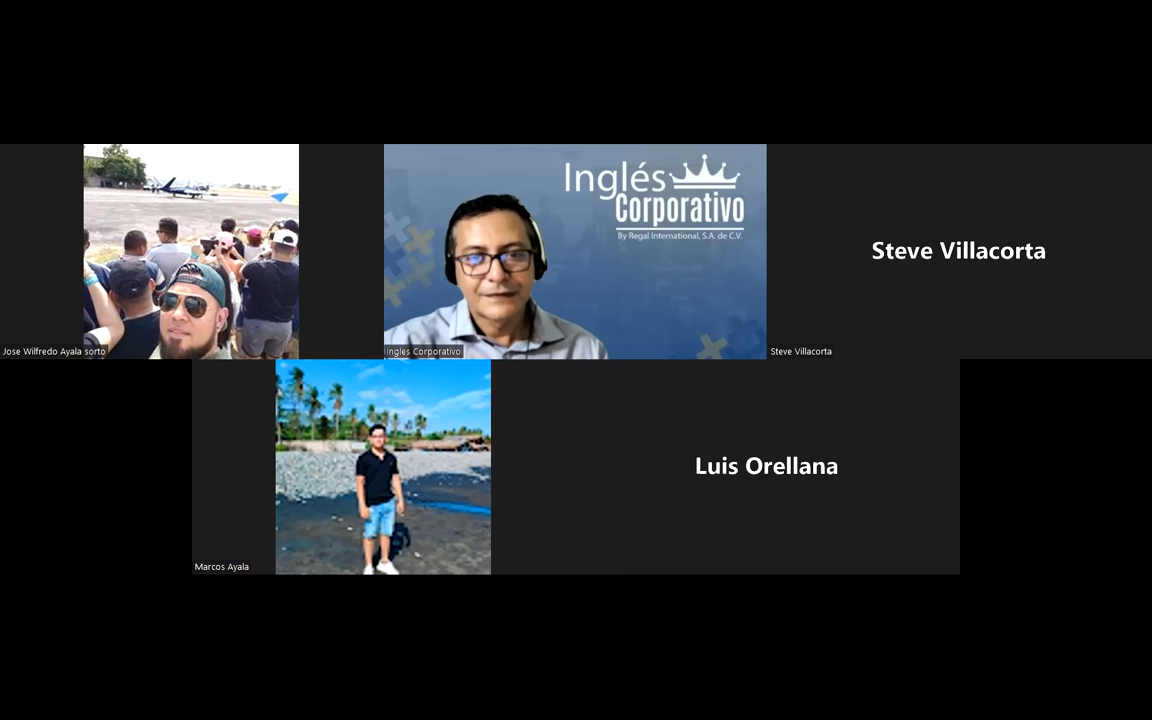 Inglés
Corporativo
By Regal International, S.A. de C.V.
Steve Villacorta
Jose Wilfredo Ayala sorto
Ingles Corporativo
Steve Villacorta
Luis Orellana
Marcos Ayala